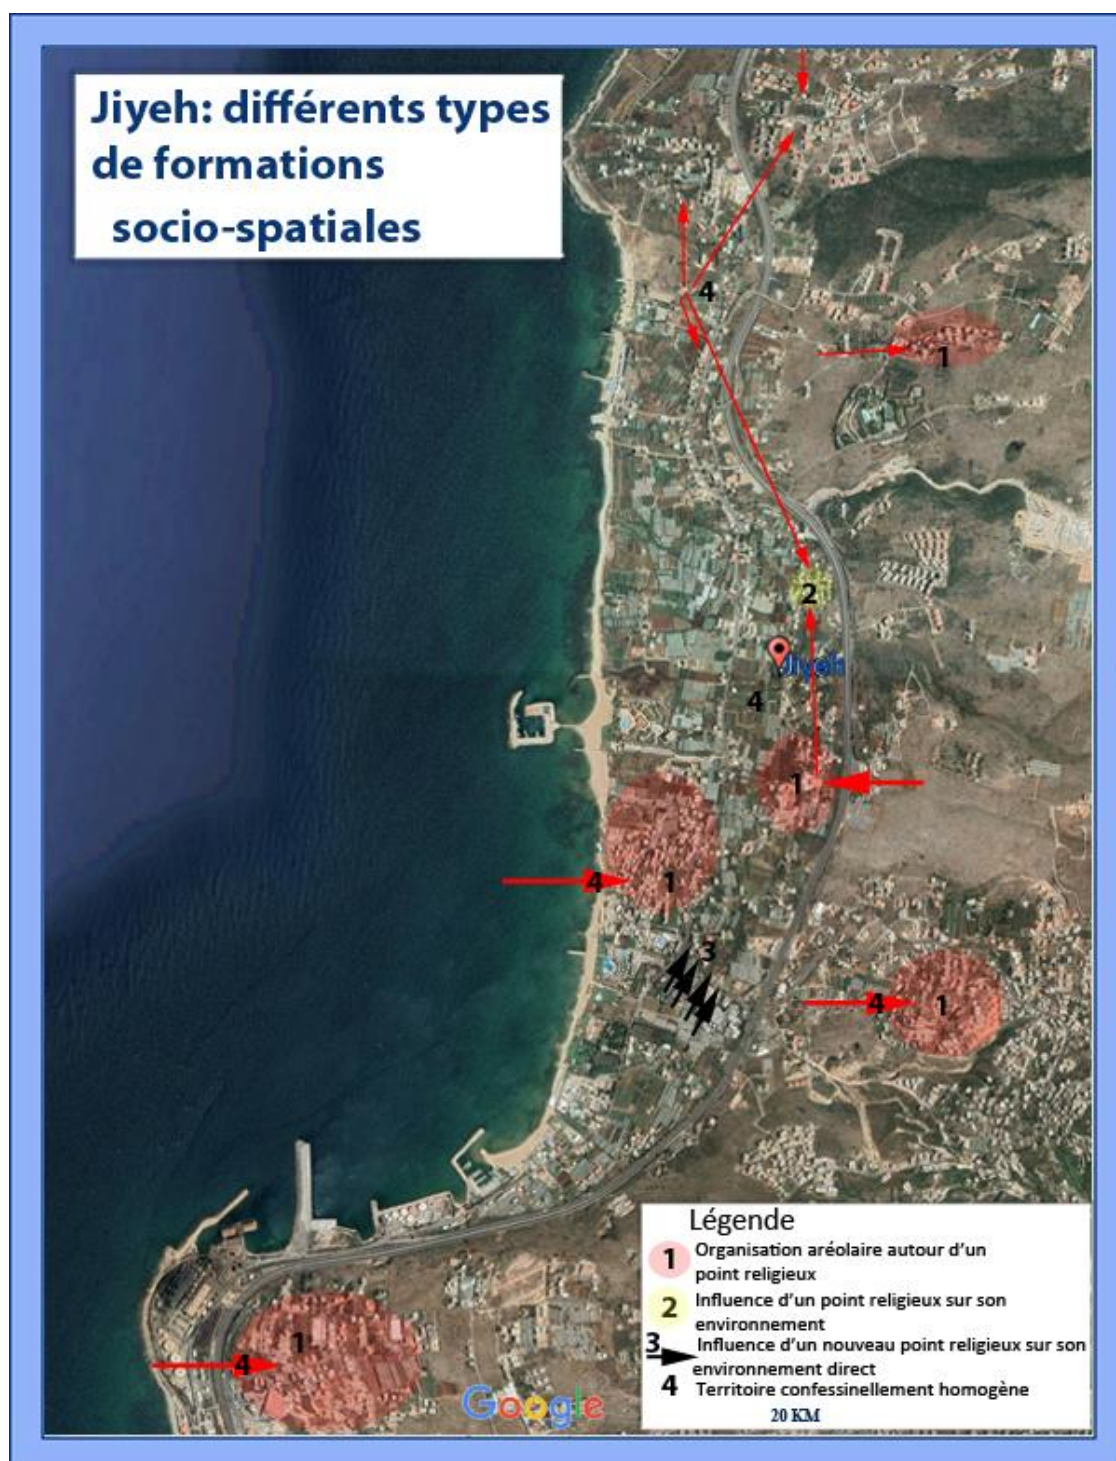 Jiyeh: différents types
de formations
socio-spatiales
4
1
2
Jiyeh
4
1
4
1
3
4
1
1
4
Google
Légende
1 Organisation aréolaire autour d'un
point religieux
2 Influence d'un point religieux sur son
environnement
3 Influence d'un nouveau point religieux sur son
environnement direct
4 Territoire confessinellement homogène
20 KM